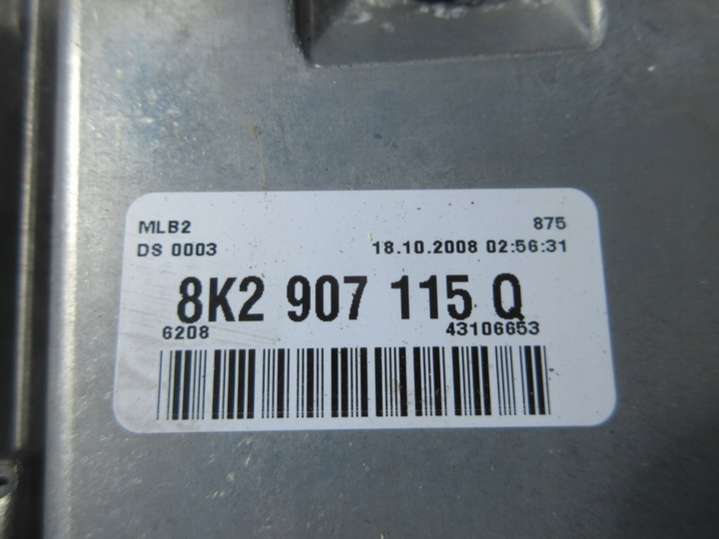 MLB2 875
DS 0003 18.10.2008 02:56:31
8K2 907 115 Q
6208 43106653